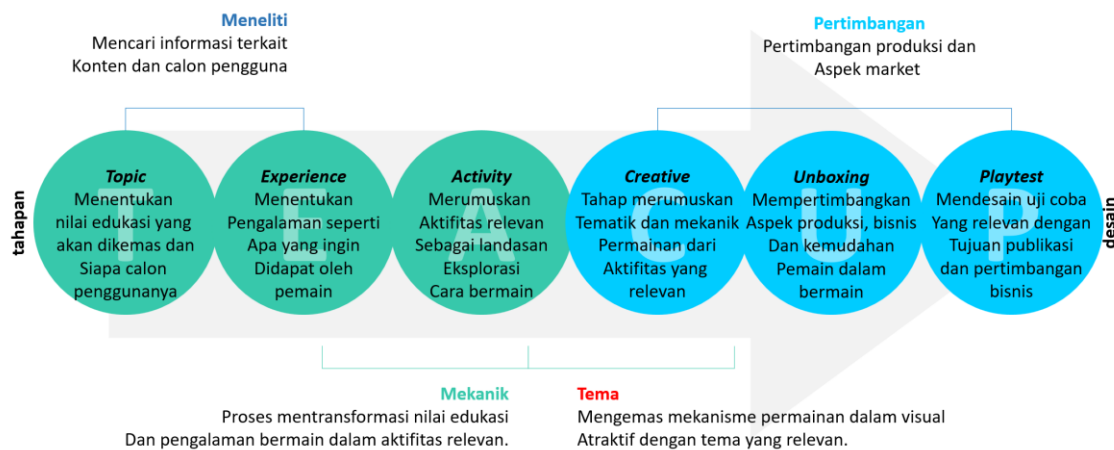 Meneliti
Mencari informasi terkait
Konten dan calon pengguna
Pertimbangan
Pertimbangan produksi dan
Aspek market
tahapan
T
Topic
Menentukan
nilai edukasi yang
akan dikemas dan
Siapa calon
penggunanya
E
Experience
Menentukan
Pengalaman seperti
Apa yang ingin
Didapat oleh
pemain
A
Activity
Merumuskan
Aktifitas relevan
Sebagai landasan
Eksplorasi
Cara bermain
C
Creative
Tahap merumuskan
Tematik dan mekanik
Permainan dari
Aktifitas yang
relevan
U
Unboxing
Mempertimbangkan
Aspek produksi, bisnis
Dan kemudahan
Pemain dalam
bermain
P
Playtest
Mendesain uji coba
Yang relevan dengan
Tujuan publikasi
dan pertimbangan
bisnis
desain
Mekanik
Proses mentransformasi nilai edukasi
Dan pengalaman bermain dalam aktifitas relevan.
Tema
Mengemas mekanisme permainan dalam visual
Atraktif dengan tema yang relevan.